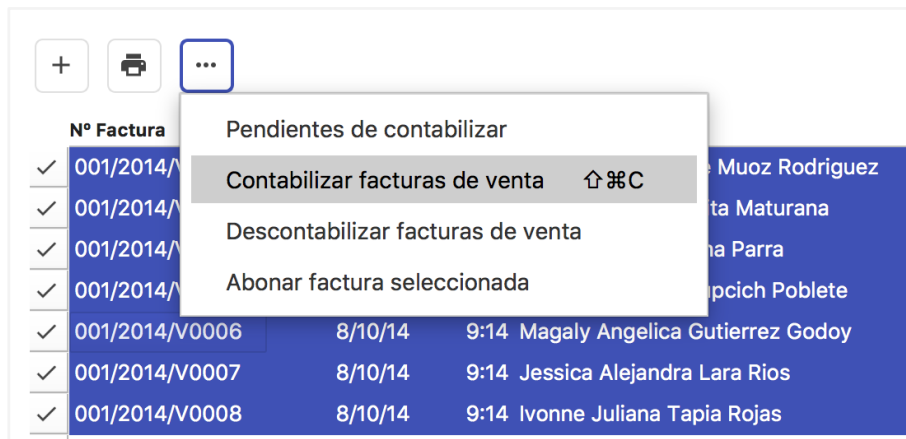 Nº Factura
Pendientes de contabilizar
Contabilizar facturas de venta ⇧⌘C
Descontabilizar facturas de venta
Abonar factura seleccionada
001/2014/ Muoz Rodriguez
001/2014/ Maturana
001/2014/ Parra
001/2014/ Poblete
001/2014/V0006 8/10/14 9:14 Magaly Angelica Gutierrez Godoy
001/2014/V0007 8/10/14 9:14 Jessica Alejandra Lara Rios
001/2014/V0008 8/10/14 9:14 Ivonne Juliana Tapia Rojas